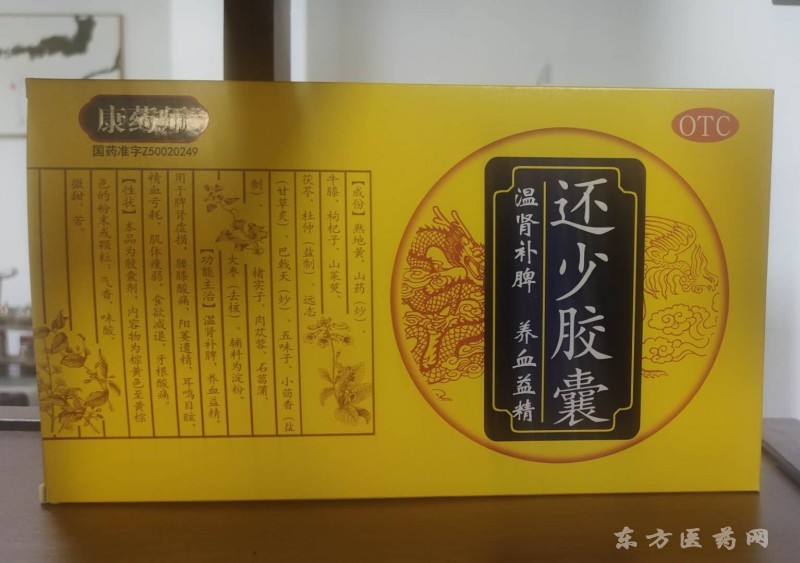 康药师
国药准字Z50020249
OTC
还少胶囊
温肾补脾 养血益精
【成份】熟地黄、山药(炒)、
牛膝、枸杞子、山茱萸、
茯苓、杜仲(盐制)、远志
(甘草炙)、巴戟天(炒)、五味子、小茴香(盐
制)、楮实子、肉苁蓉、石菖蒲、
大枣(去核)。辅料为淀粉。
【功能主治】温肾补脾,养血益精。
用于脾肾虚损,腰膝酸痛,阳萎遗精,耳鸣目眩,
精血亏耗,肌体瘦弱,食欲减退,牙根酸痛。
【性状】本品为胶囊剂,内容物为棕黄色至黄棕
色的粉末或颗粒;气香,味酸、
微甜、苦。
东方医药网